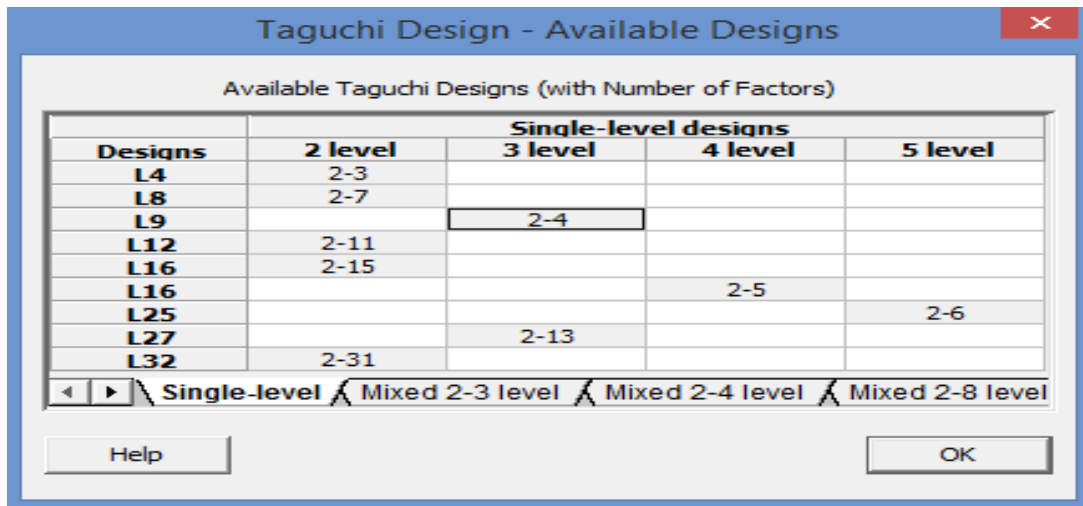 Taguchi Design - Available Designs
Available Taguchi Designs (with Number of Factors)
Single-level designs
Designs 2 level 3 level 4 level 5 level
L4 2-3
L8 2-7
L9 2-4
L12 2-11
L16 2-15
L16 2-5
L25 2-6
L27 2-13
L32 2-31
Single-level Mixed 2-3 level Mixed 2-4 level Mixed 2-8 level
Help OK